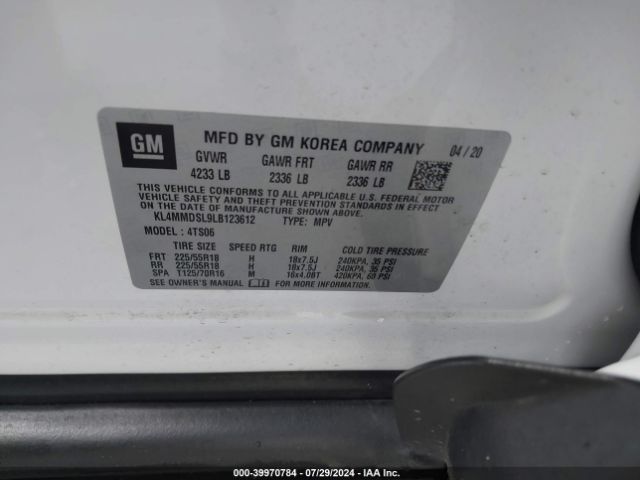 GM MFD BY GM KOREA COMPANY 04/20
GVWR GAWR FRT GAWR RR
4233 LB 2336 LB 2336 LB
THIS VEHICLE CONFORMS TO ALL APPLICABLE U.S. FEDERAL MOTOR
VEHICLE SAFETY, BUMPER, AND THEFT PREVENTION STANDARDS IN
EFFECT ON THE DATE OF MANUFACTURE SHOWN ABOVE.
KL4MMDSL9LB123612 TYPE: MPV
MODEL: 4TS06
TIRE SIZE SPEED RTG RIM COLD TIRE PRESSURE
FRT 225/55R18 H 18x7.5J 240KPA, 35 PSI
RR 225/55R18 H 18x7.5J 240KPA, 35 PSI
SPA T125/70R16 M 16x4.0BT 420KPA, 60 PSI
SEE OWNER'S MANUAL FOR MORE INFORMATION.
000-39970784 - 07/29/2024 - IAA Inc.